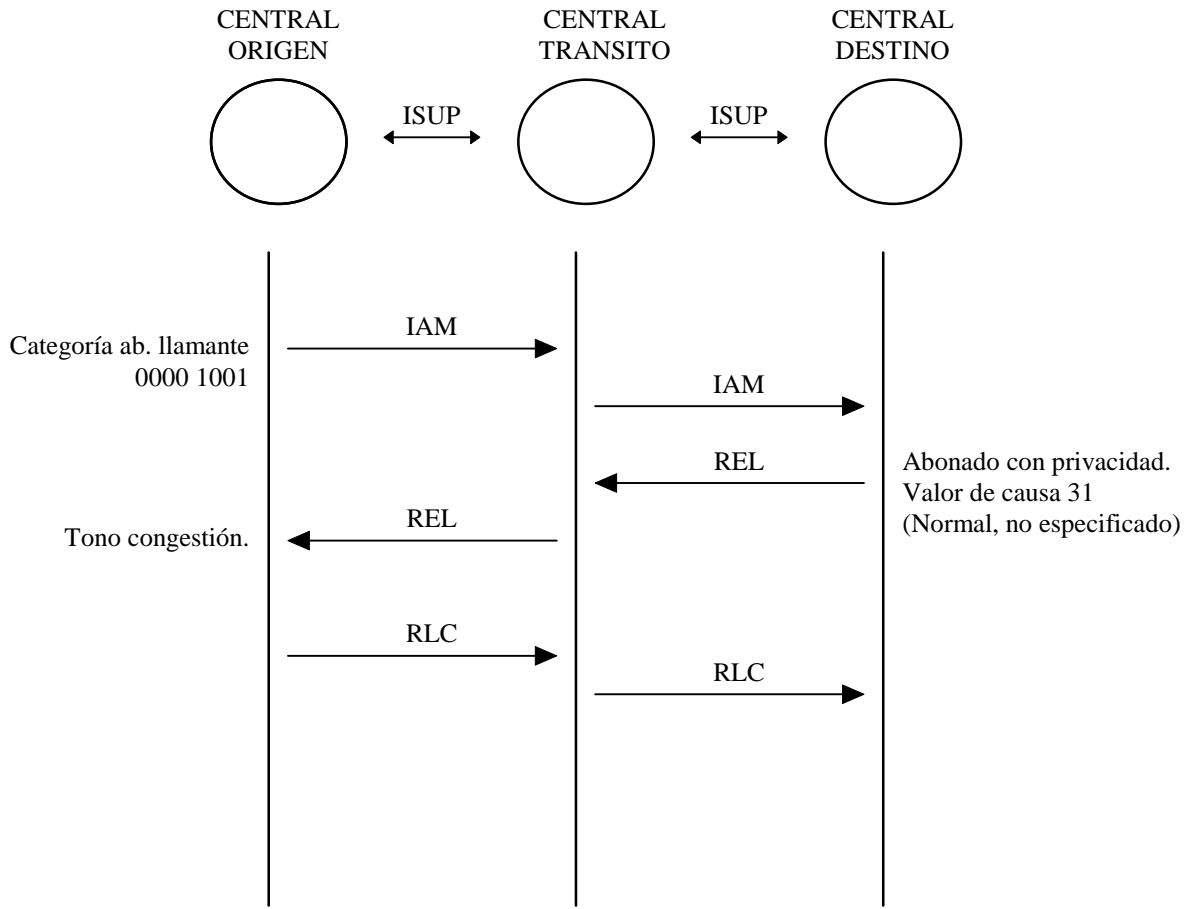 CENTRAL
ORIGEN
CENTRAL
TRANSITO
CENTRAL
DESTINO
ISUP
ISUP
IAM
Categoría ab. llamante
0000 1001
IAM
REL
Abonado con privacidad.
Valor de causa 31
(Normal, no especificado)
REL
Tono congestión.
RLC
RLC